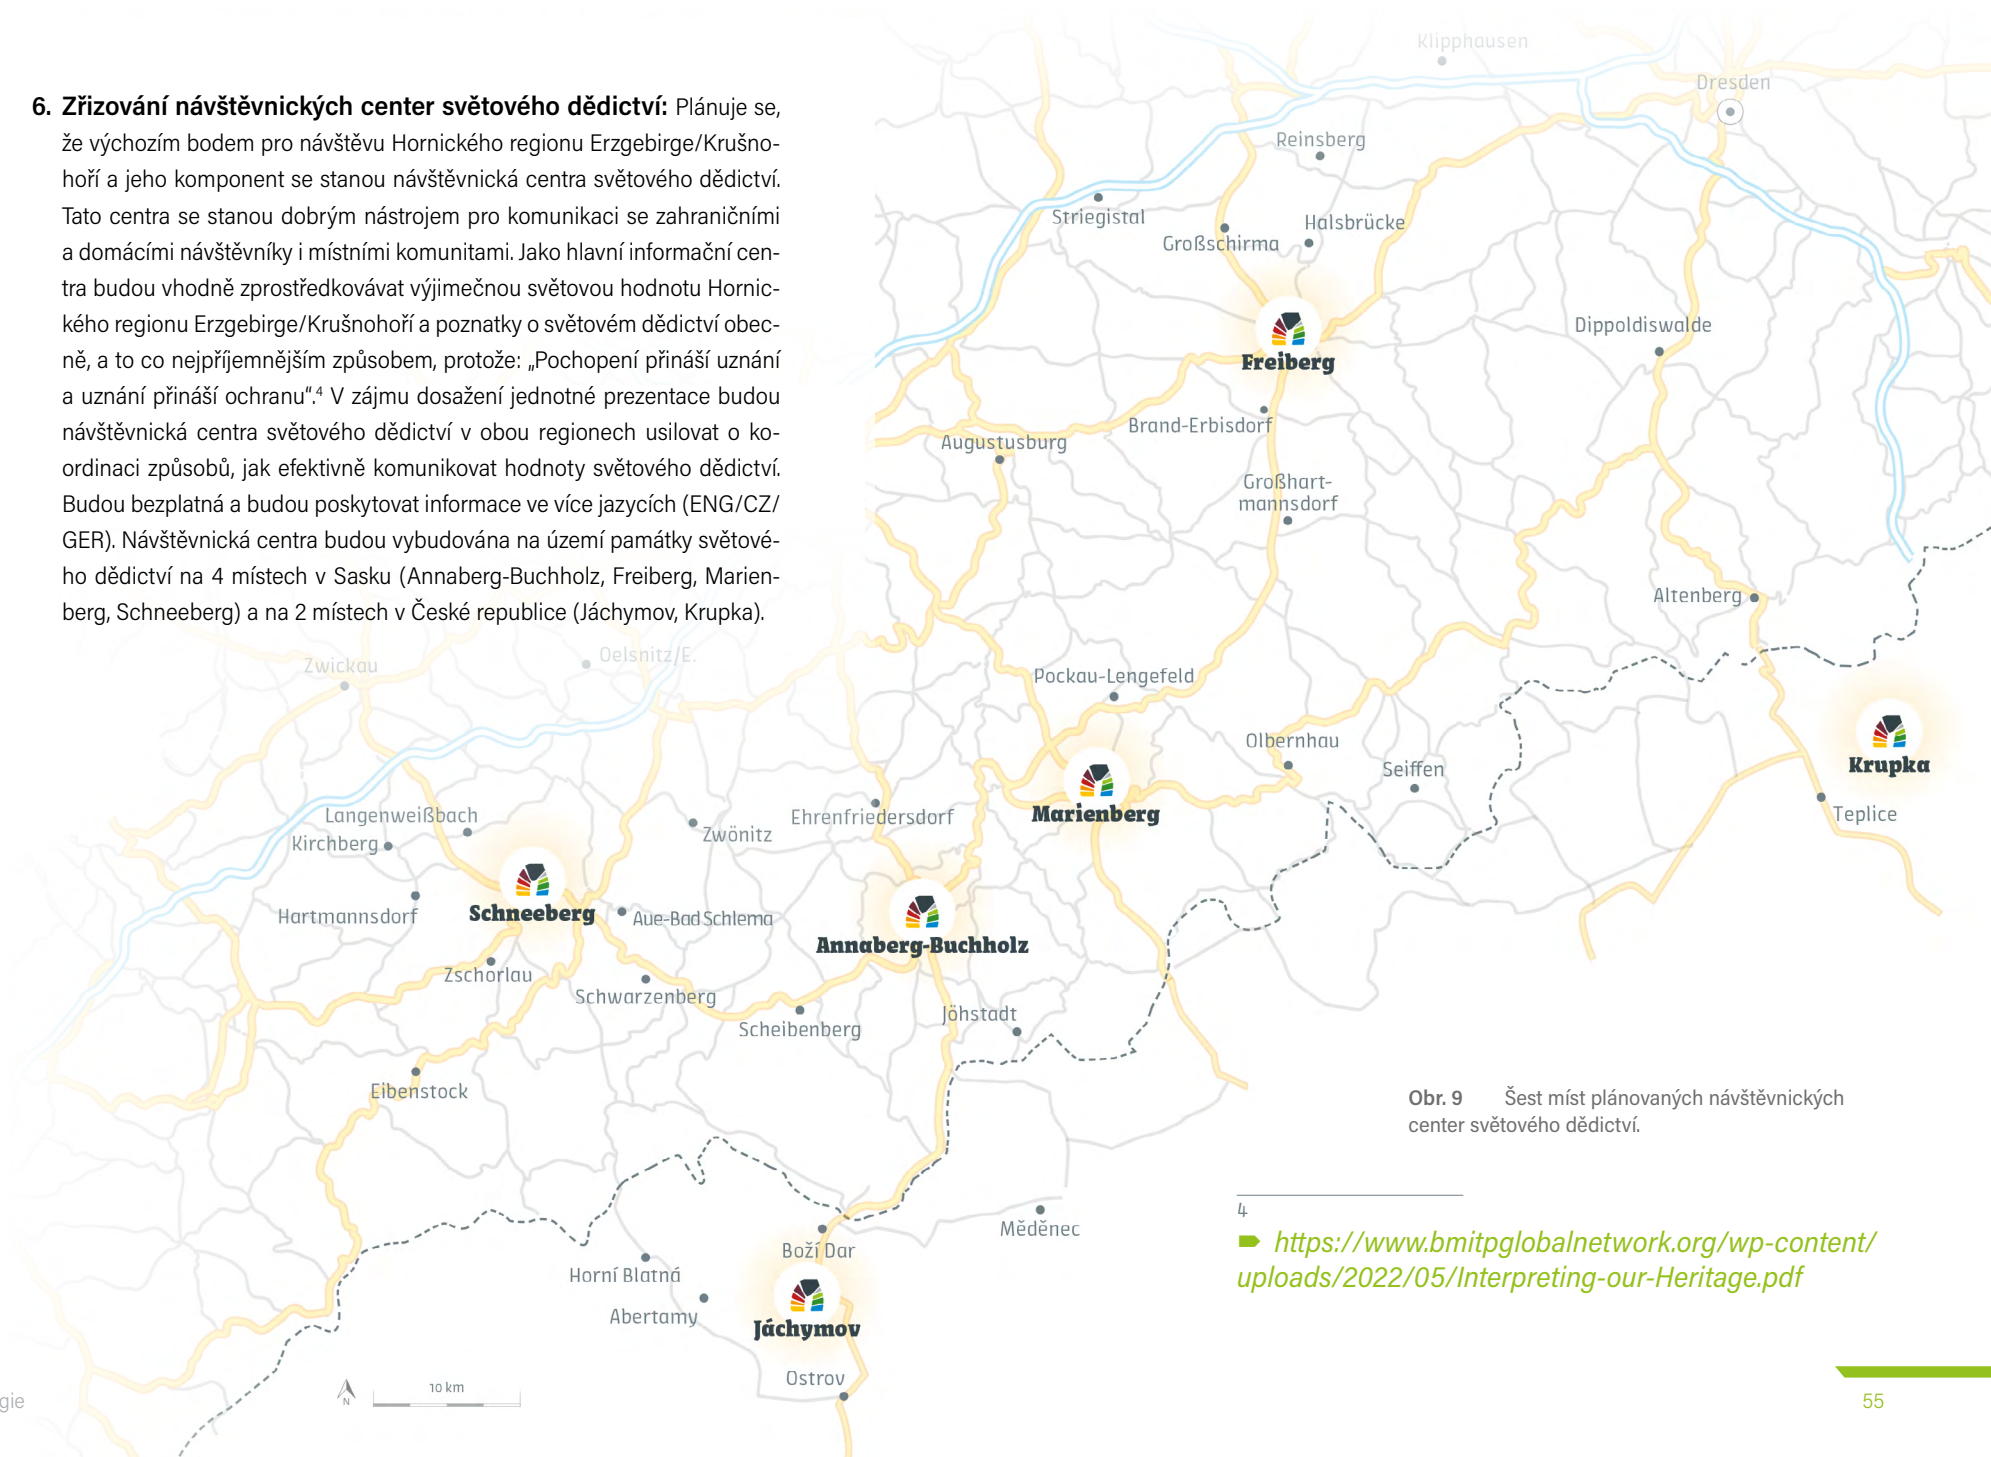 6. Zřizování návštěvnických center světového dědictví: Plánuje se,
že výchozím bodem pro návštěvu Hornického regionu Erzgebirge/Krušno-
hoří a jeho komponent se stanou návštěvnická centra světového dědictví.
Tato centra se stanou dobrým nástrojem pro komunikaci se zahraničními
a domácími návštěvníky i místními komunitami. Jako hlavní informační cen-
tra budou vhodně zprostředkovávat výjimečnou světovou hodnotu Hornic-
kého regionu Erzgebirge/Krušnohoří a poznatky o světovém dědictví obec-
ně, a to co nejpříjemnějším způsobem, protože: „Pochopení přináší uznání
a uznání přináší ochranu“.4 V zájmu dosažení jednotné prezentace budou
návštěvnická centra světového dědictví v obou regionech usilovat o ko-
ordinaci způsobů, jak efektivně komunikovat hodnoty světového dědictví.
Budou bezplatná a budou poskytovat informace ve více jazycích (ENG/CZ/
GER). Návštěvnická centra budou vybudována na území památky světové-
ho dědictví na 4 místech v Sasku (Annaberg-Buchholz, Freiberg, Marien-
berg, Schneeberg) a na 2 místech v České republice (Jáchymov, Krupka).
Klipphausen
Dresden
Reinsberg
Striegistal
Halsbrücke
Großschirma
Dippoldiswalde
Freiberg
Brand-Erbisdorf
Augustusburg
Großhart-
mannsdorf
Altenberg
Zwickau
Oelsnitz/E.
Pockau-Lengefeld
Olbernhau
Seiffen
Krupka
Teplice
Marienberg
Langenweißbach
Kirchberg
Zwönitz
Ehrenfriedersdorf
Hartmannsdorf
Schneeberg
Aue-Bad Schlema
Annaberg-Buchholz
Zschorlau
Schwarzenberg
Scheibenberg
Jöhstadt
Eibenstock
Měděnec
Boží Dar
Horní Blatná
Abertamy
Jáchymov
Ostrov
N
10 km
Obr. 9 Šest míst plánovaných návštěvnických
center světového dědictví.
4
https://www.bmitpglobalnetwork.org/wp-content/
uploads/2022/05/Interpreting-our-Heritage.pdf
gie
55